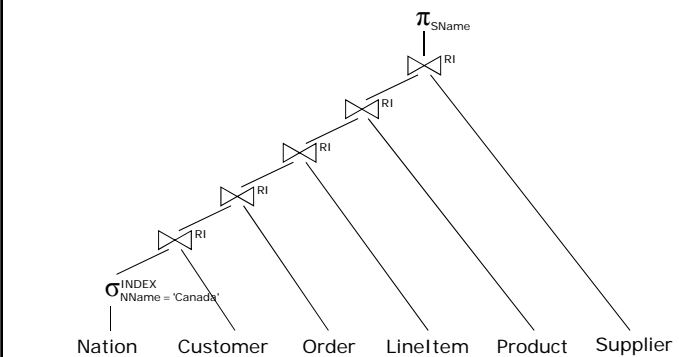 π SName
RI
RI
RI
RI
RI
σ INDEX NName = 'Canada'
Nation Customer Order LineItem Product Supplier